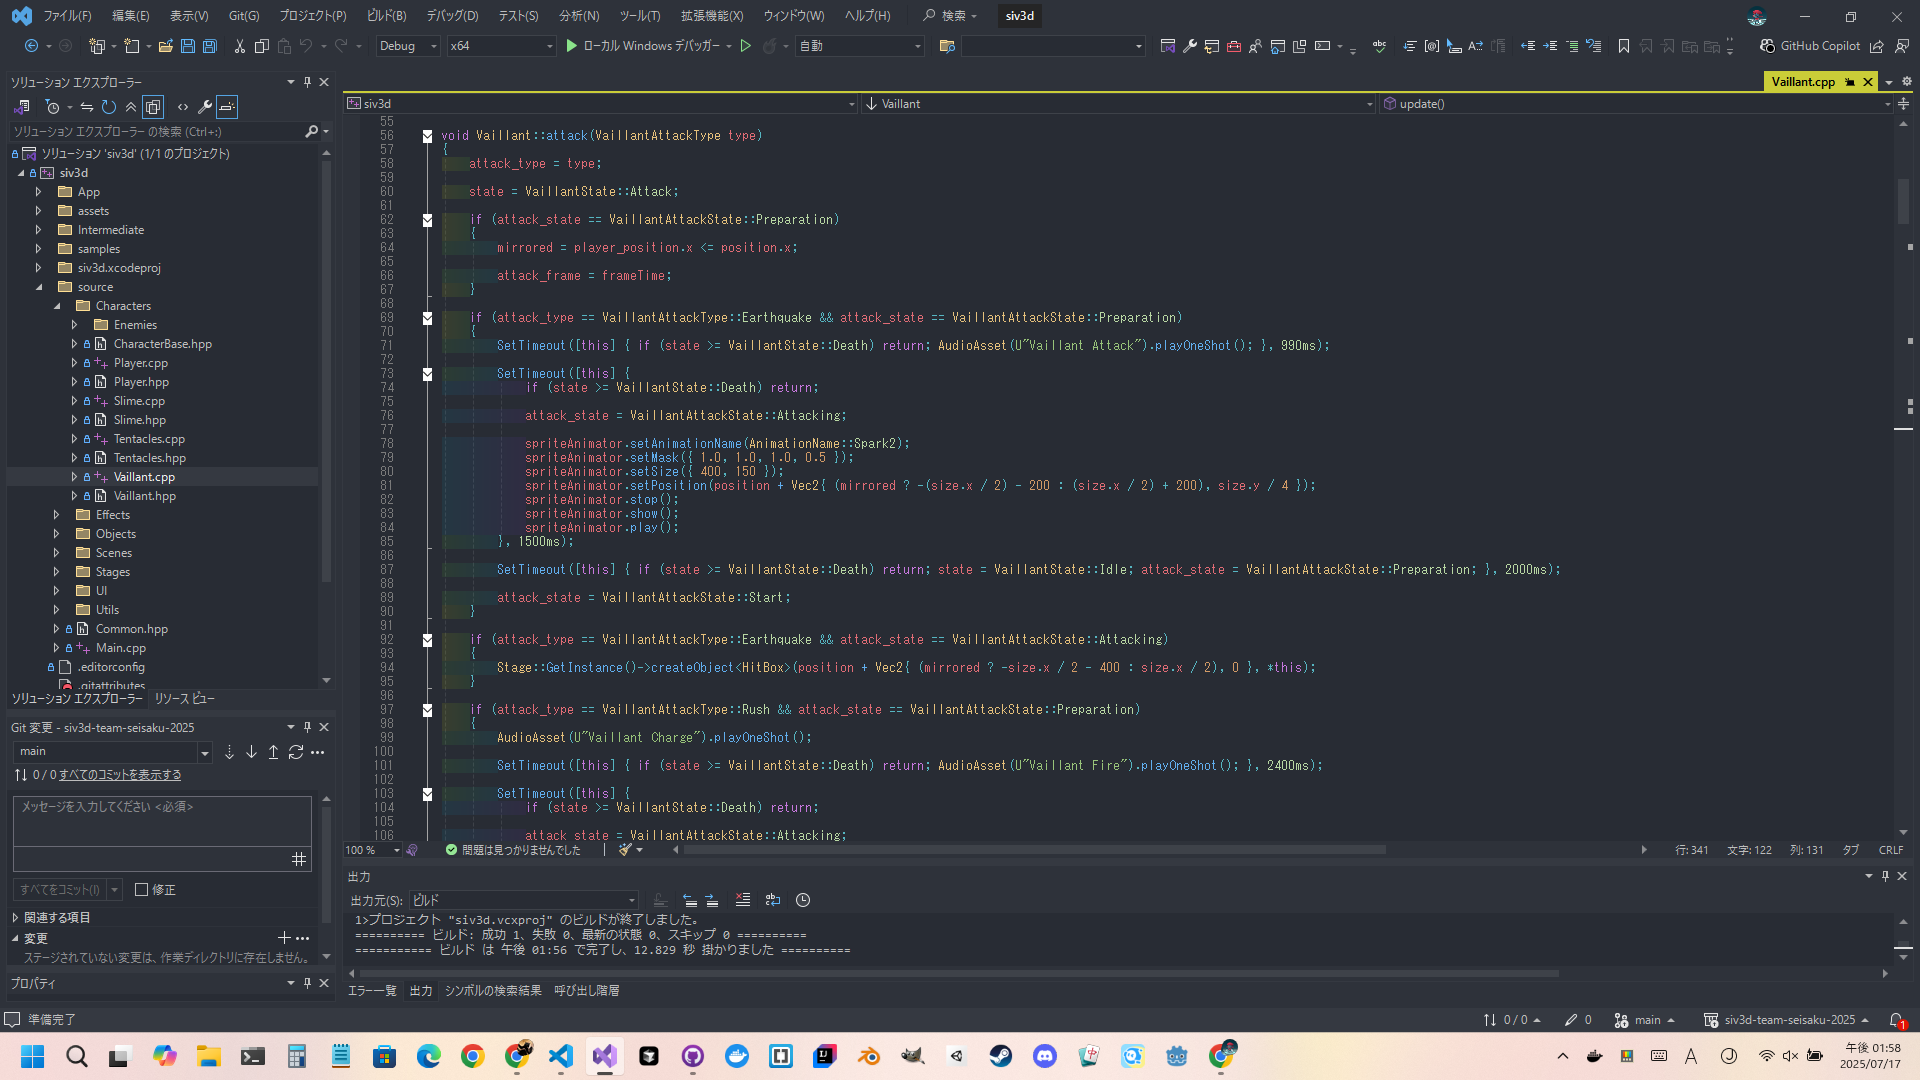 ファイル(F) 編集(E) 表示(V) Git(G) プロジェクト(P) ビルド(B) デバッグ(D) テスト(S) 分析(N) ツール(T) 拡張機能(X) ウィンドウ(W) ヘルプ(H) 検索 siv3d
Debug x64 ローカル Windows デバッガー 自動 GitHub Copilot
ソリューション エクスプローラー
ソリューション エクスプローラー の検索 (Ctrl+:)
ソリューション 'siv3d' (1/1 のプロジェクト)
siv3d
App
assets
Intermediate
samples
siv3d.xcodeproj
source
Characters
Enemies
CharacterBase.hpp
Player.cpp
Player.hpp
Slime.cpp
Slime.hpp
Tentacles.cpp
Tentacles.hpp
Vaillant.cpp
Vaillant.hpp
Effects
Objects
Scenes
Stages
UI
Utils
Common.hpp
Main.cpp
.editorconfig
.gitattributes
ソリューション エクスプローラー リソース ビュー
Git 変更 - siv3d-team-seisaku-2025
main
0 / 0 すべてのコミットを表示する
メッセージを入力してください <必須>
すべてをコミット(I) 修正
関連する項目
変更
ステージされていない変更は、作業ディレクトリに存在しません。
プロパティ
Vaillant.cpp
siv3d Vaillant update()
55
56 void Vaillant::attack(VaillantAttackType type)
57 {
58 attack_type = type;
59
60 state = VaillantState::Attack;
61
62 if (attack_state == VaillantAttackState::Preparation)
63 {
64 mirrored = player_position.x <= position.x;
65
66 attack_frame = frameTime;
67 }
68
69 if (attack_type == VaillantAttackType::Earthquake && attack_state == VaillantAttackState::Preparation)
70 {
71 SetTimeout([this] { if (state >= VaillantState::Death) return; AudioAsset(U"Vaillant Attack").playOneShot(); }, 990ms);
72
73 SetTimeout([this] {
74 if (state >= VaillantState::Death) return;
75
76 attack_state = VaillantAttackState::Attacking;
77
78 spriteAnimator.setAnimationName(AnimationName::Spark2);
79 spriteAnimator.setMask({ 1.0, 1.0, 1.0, 0.5 });
80 spriteAnimator.setSize({ 400, 150 });
81 spriteAnimator.setPosition(position + Vec2{ (mirrored ? -(size.x / 2) - 200 : (size.x / 2) + 200), size.y / 4 });
82 spriteAnimator.stop();
83 spriteAnimator.show();
84 spriteAnimator.play();
85 }, 1500ms);
86
87 SetTimeout([this] { if (state >= VaillantState::Death) return; state = VaillantState::Idle; attack_state = VaillantAttackState::Preparation; }, 2000ms);
88
89 attack_state = VaillantAttackState::Start;
90 }
91
92 if (attack_type == VaillantAttackType::Earthquake && attack_state == VaillantAttackState::Attacking)
93 {
94 Stage::GetInstance()->createObject<HitBox>(position + Vec2{ (mirrored ? -size.x / 2 - 400 : size.x / 2), 0 }, *this);
95 }
96
97 if (attack_type == VaillantAttackType::Rush && attack_state == VaillantAttackState::Preparation)
98 {
99 AudioAsset(U"Vaillant Charge").playOneShot();
100
101 SetTimeout([this] { if (state >= VaillantState::Death) return; AudioAsset(U"Vaillant Fire").playOneShot(); }, 2400ms);
102
103 SetTimeout([this] {
104 if (state >= VaillantState::Death) return;
105
106 attack_state = VaillantAttackState::Attacking;
100 % 問題は見つかりませんでした 行: 341 文字: 122 列: 131 タブ CRLF
出力
出力元(S): ビルド
1>プロジェクト "siv3d.vcxproj" のビルドが終了しました。
========== ビルド: 成功 1、失敗 0、最新の状態 0、スキップ 0 ==========
=========== ビルド は 午後 01:56 で完了し、12.829 秒 掛かりました ==========
エラー一覧 出力 シンボルの検索結果 呼び出し階層
準備完了 0 / 0 0 main siv3d-team-seisaku-2025 1
午後 01:58
2025/07/17